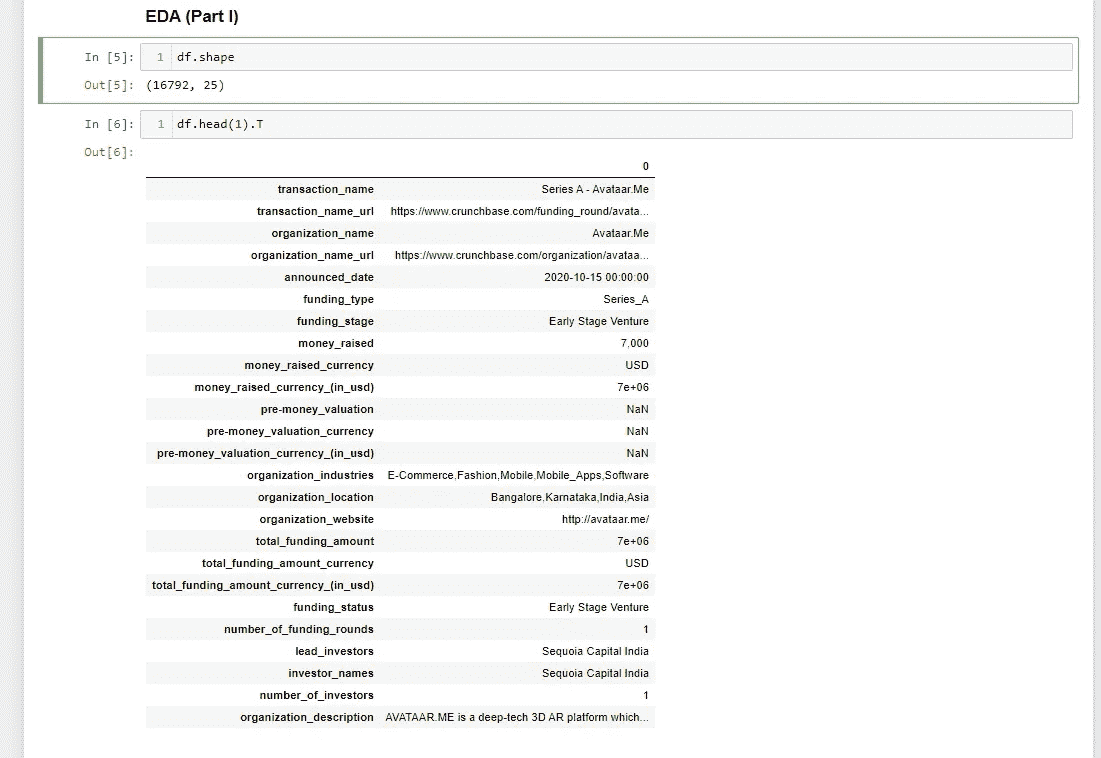 EDA (Part I)
In [5]: 1 df.shape
Out[5]: (16792, 25)
In [6]: 1 df.head(1).T
Out[6]:
0
transaction_name Series A - Avataar.Me
transaction_name_url https://www.crunchbase.com/funding_round/avata...
organization_name Avataar.Me
organization_name_url https://www.crunchbase.com/organization/avataa...
announced_date 2020-10-15 00:00:00
funding_type Series_A
funding_stage Early Stage Venture
money_raised 7,000
money_raised_currency USD
money_raised_currency_(in_usd) 7e+06
pre-money_valuation NaN
pre-money_valuation_currency NaN
pre-money_valuation_currency_(in_usd) NaN
organization_industries E-Commerce,Fashion,Mobile,Mobile_Apps,Software
organization_location Bangalore,Karnataka,India,Asia
organization_website http://avataar.me/
total_funding_amount 7e+06
total_funding_amount_currency USD
total_funding_amount_currency_(in_usd) 7e+06
funding_status Early Stage Venture
number_of_funding_rounds 1
lead_investors Sequoia Capital India
investor_names Sequoia Capital India
number_of_investors 1
organization_description AVATAAR.ME is a deep-tech 3D AR platform which...